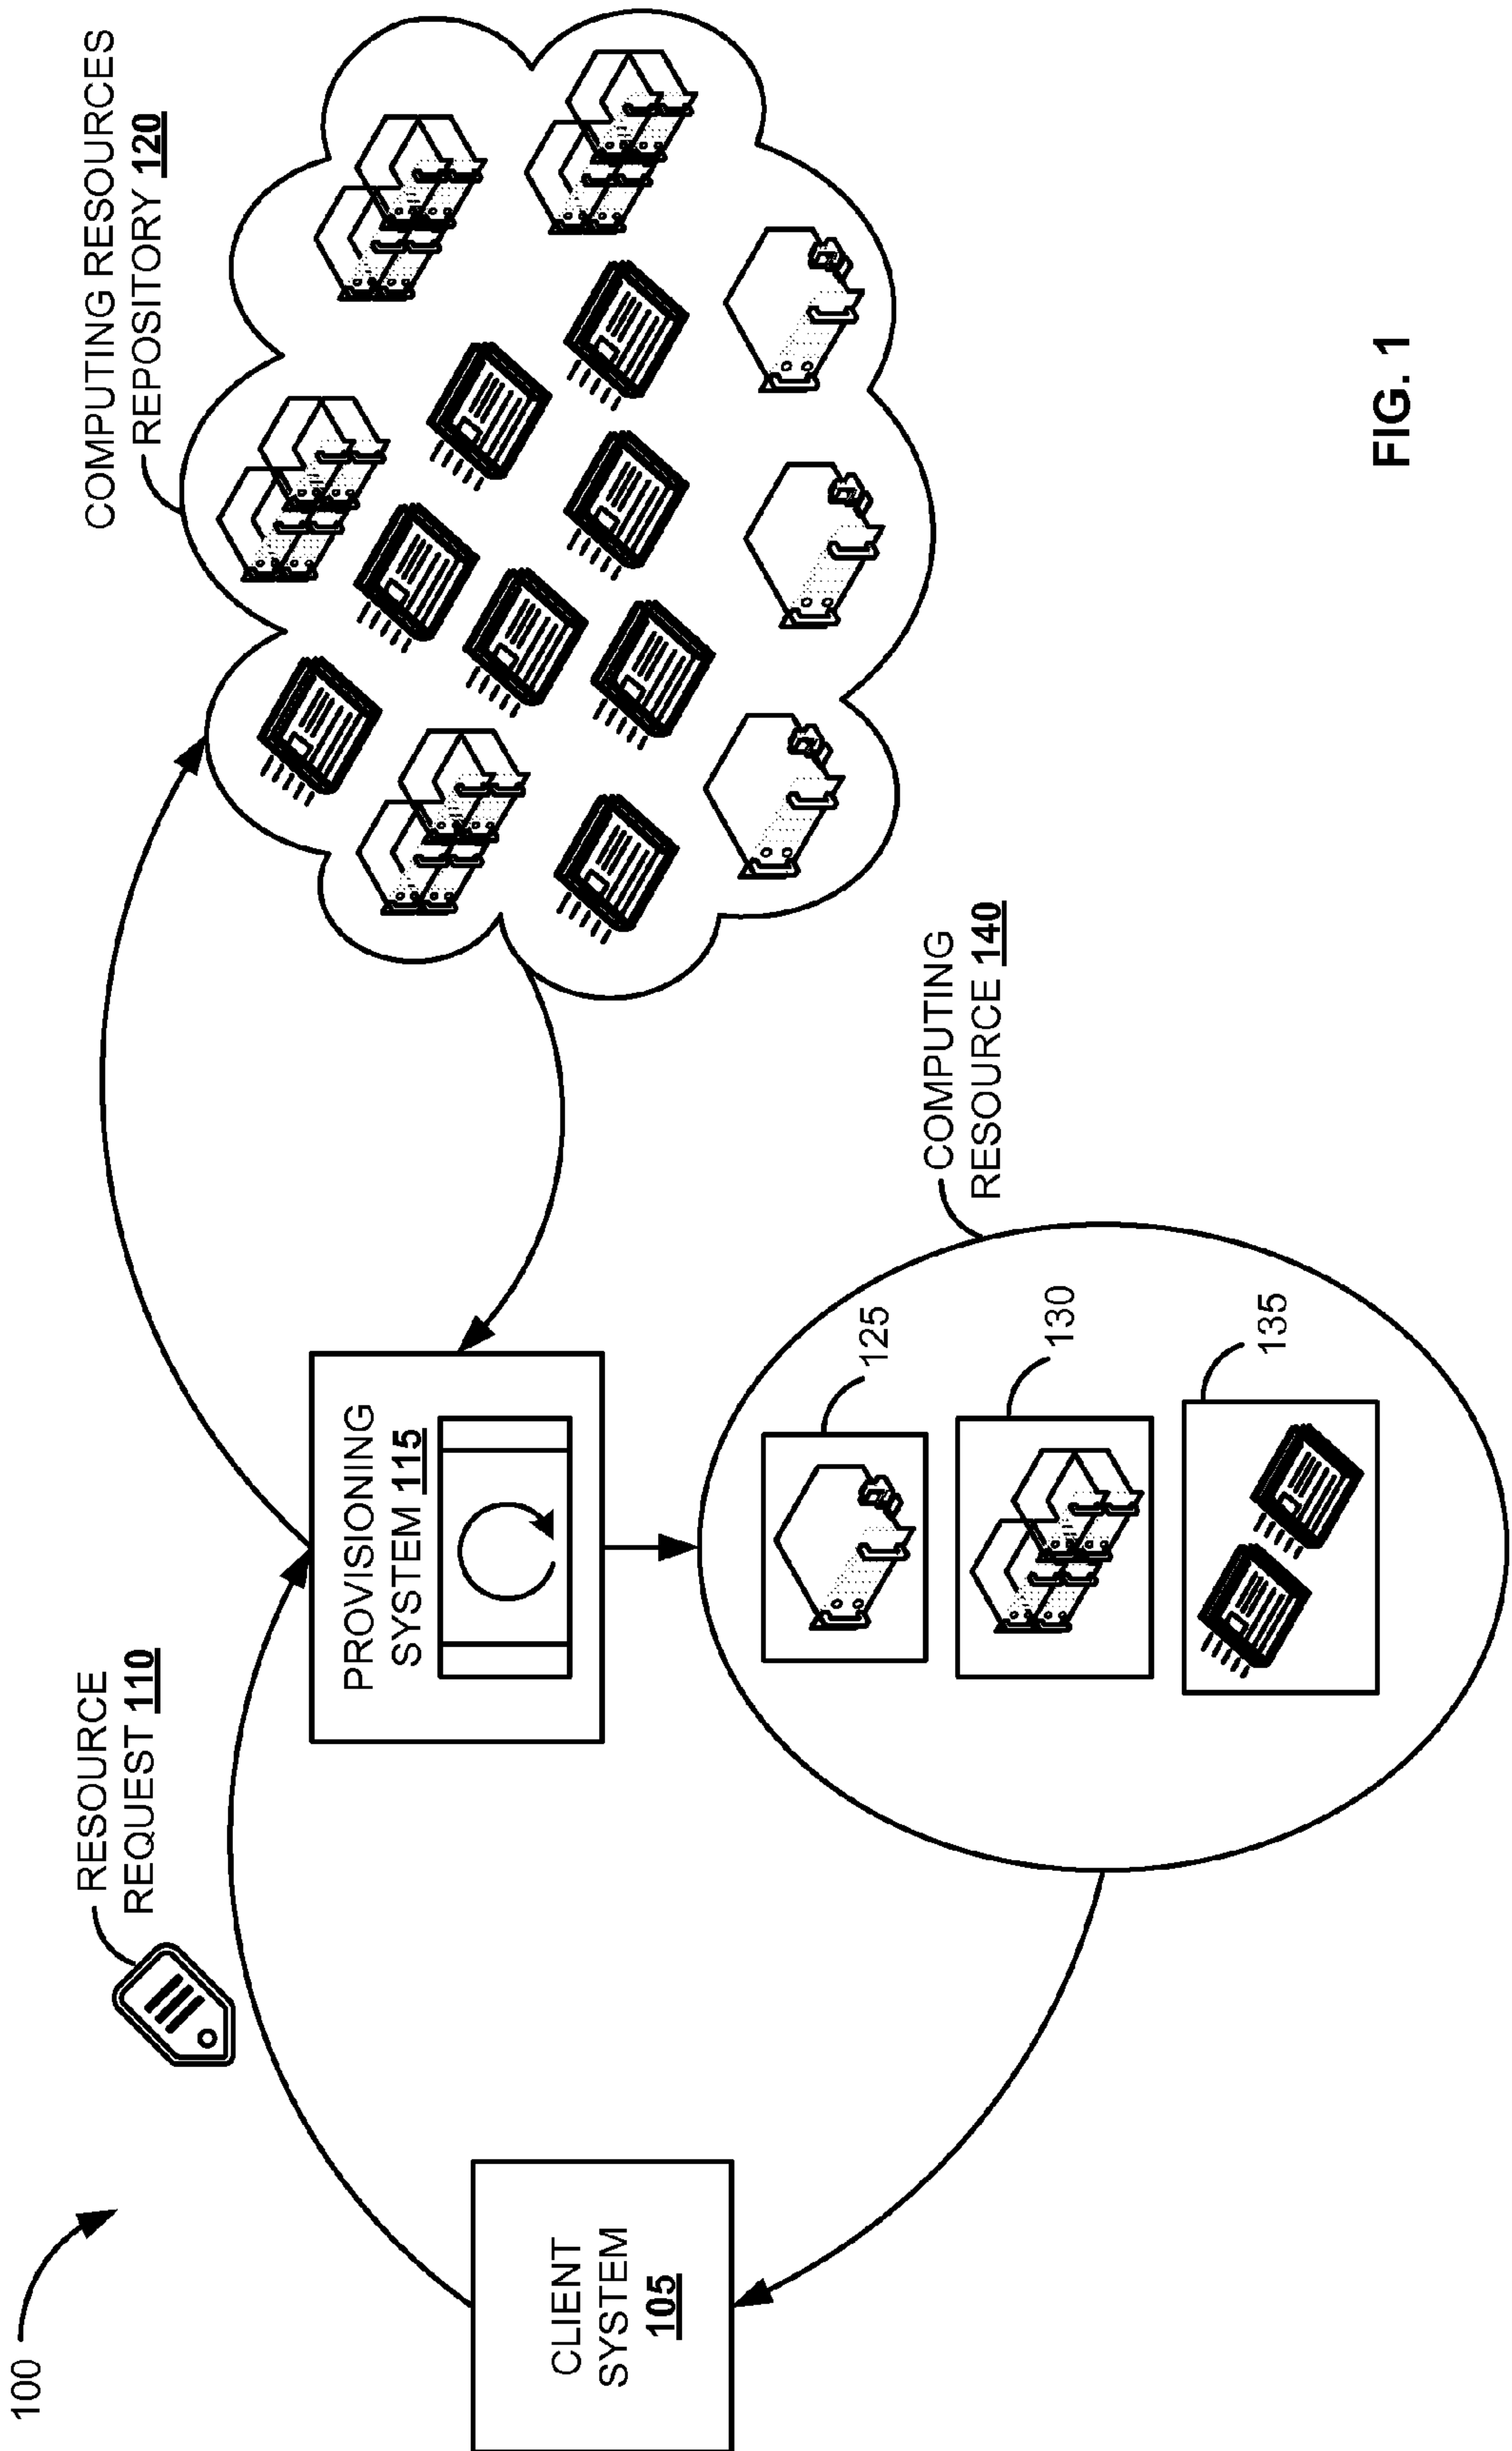 100
RESOURCE
REQUEST 110
COMPUTING RESOURCES
REPOSITORY 120
PROVISIONING
SYSTEM 115
CLIENT
SYSTEM
105
COMPUTING
RESOURCE 140
125
130
135
FIG. 1